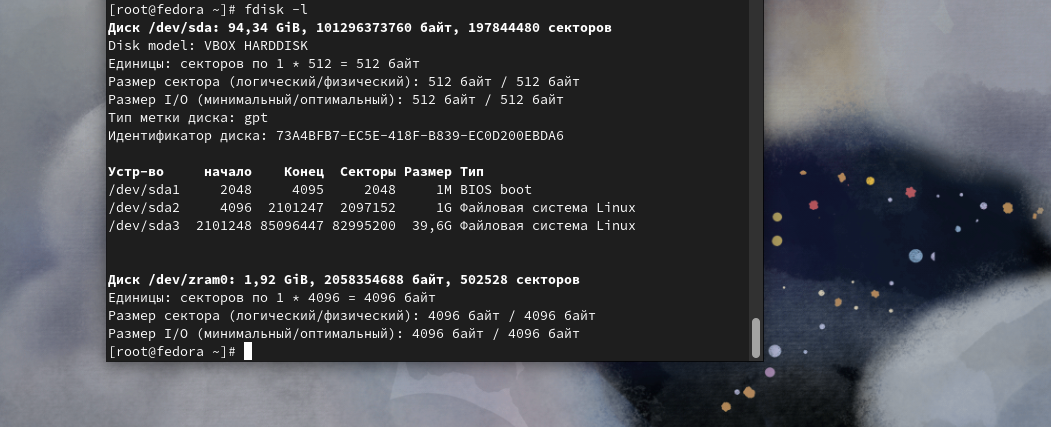 [root@fedora ~]# fdisk -l
Диск /dev/sda: 94,34 GiB, 101296373760 байт, 197844480 секторов
Disk model: VBOX HARDDISK
Единицы: секторов по 1 * 512 = 512 байт
Размер сектора (логический/физический): 512 байт / 512 байт
Размер I/O (минимальный/оптимальный): 512 байт / 512 байт
Тип метки диска: gpt
Идентификатор диска: 73A4BFB7-EC5E-418F-B839-EC0D200EBDA6
Устр-во начало Конец Секторы Размер Тип
/dev/sda1 2048 4095 2048 1M BIOS boot
/dev/sda2 4096 2101247 2097152 1G Файловая система Linux
/dev/sda3 2101248 85096447 82995200 39,6G Файловая система Linux
Диск /dev/zram0: 1,92 GiB, 2058354688 байт, 502528 секторов
Единицы: секторов по 1 * 4096 = 4096 байт
Размер сектора (логический/физический): 4096 байт / 4096 байт
Размер I/O (минимальный/оптимальный): 4096 байт / 4096 байт
[root@fedora ~]#